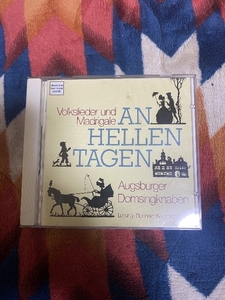 Volkslieder und
Madrigale
AN
HELLEN
TAGEN
Augsburger
Domsingknaben